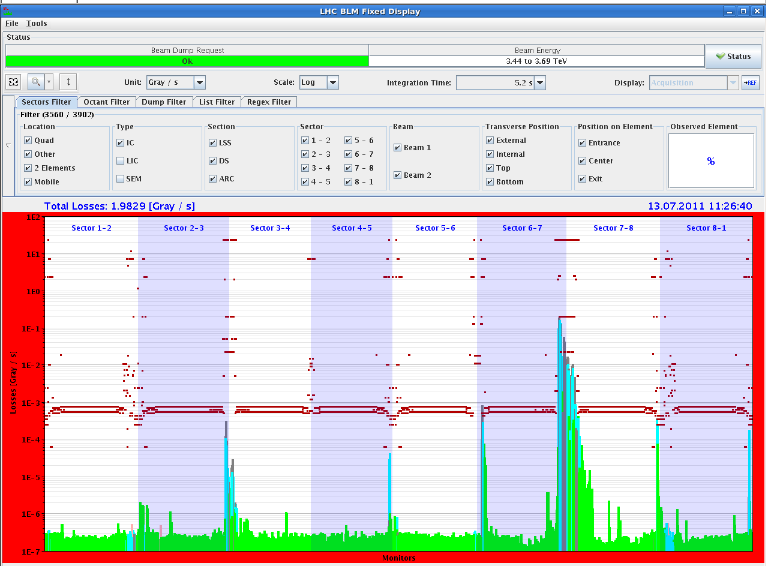 LHC BLM Fixed Display
File Tools
Status
Beam Dump Request Beam Energy
Ok 3.44 to 3.69 TeV Status
Unit: Gray / s Scale: Log Integration Time: 5.2 s Display: Acquisition →REF
Sectors Filter Octant Filter Dump Filter List Filter Regex Filter
Filter (3560 / 3902)
Location Type Section Sector Beam Transverse Position Position on Element Observed Element
Quad IC LSS 1 - 2 5 - 6 Beam 1 External Entrance
Other LIC DS 2 - 3 6 - 7 Internal Center %
2 Elements SEM ARC 3 - 4 7 - 8 Beam 2 Top Exit
Mobile 4 - 5 8 - 1 Bottom
Total Losses: 1.9829 [Gray / s] 13.07.2011 11:26:40
Sector 1-2 Sector 2-3 Sector 3-4 Sector 4-5 Sector 5-6 Sector 6-7 Sector 7-8 Sector 8-1
1E2
1E1
1E0
1E-1
1E-2
1E-3
1E-4
1E-5
1E-6
1E-7
Losses [Gray / s]
Monitors